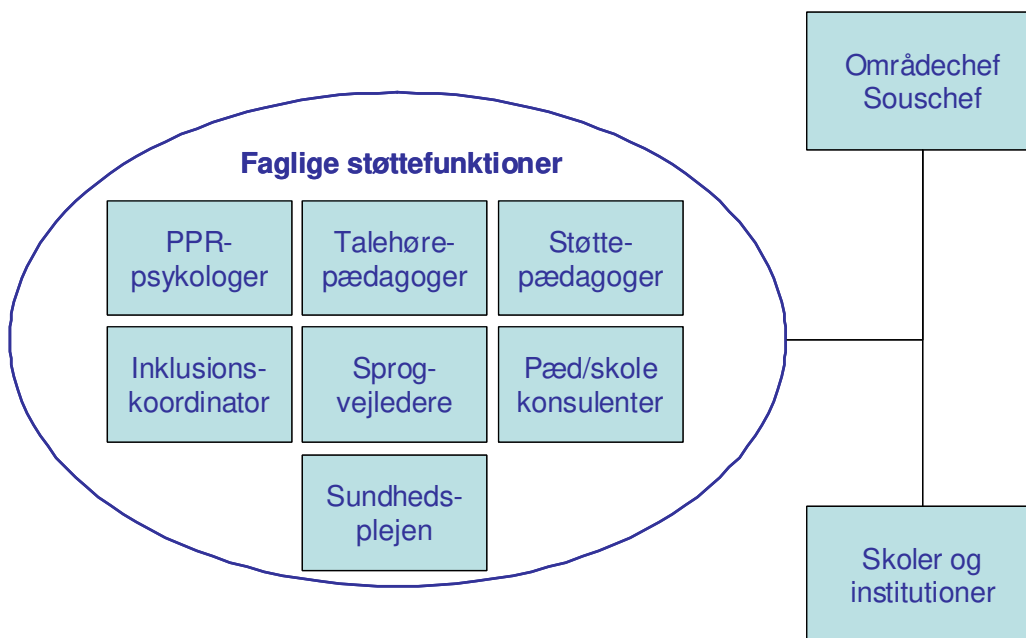 Områdechef
Souschef
Faglige støttefunktioner
PPR-
psykologer
Talehøre-
pædagoger
Støtte-
pædagoger
Inklusions-
koordinator
Sprog-
vejledere
Pæd/skole
konsulenter
Sundheds-
plejen
Skoler og
institutioner